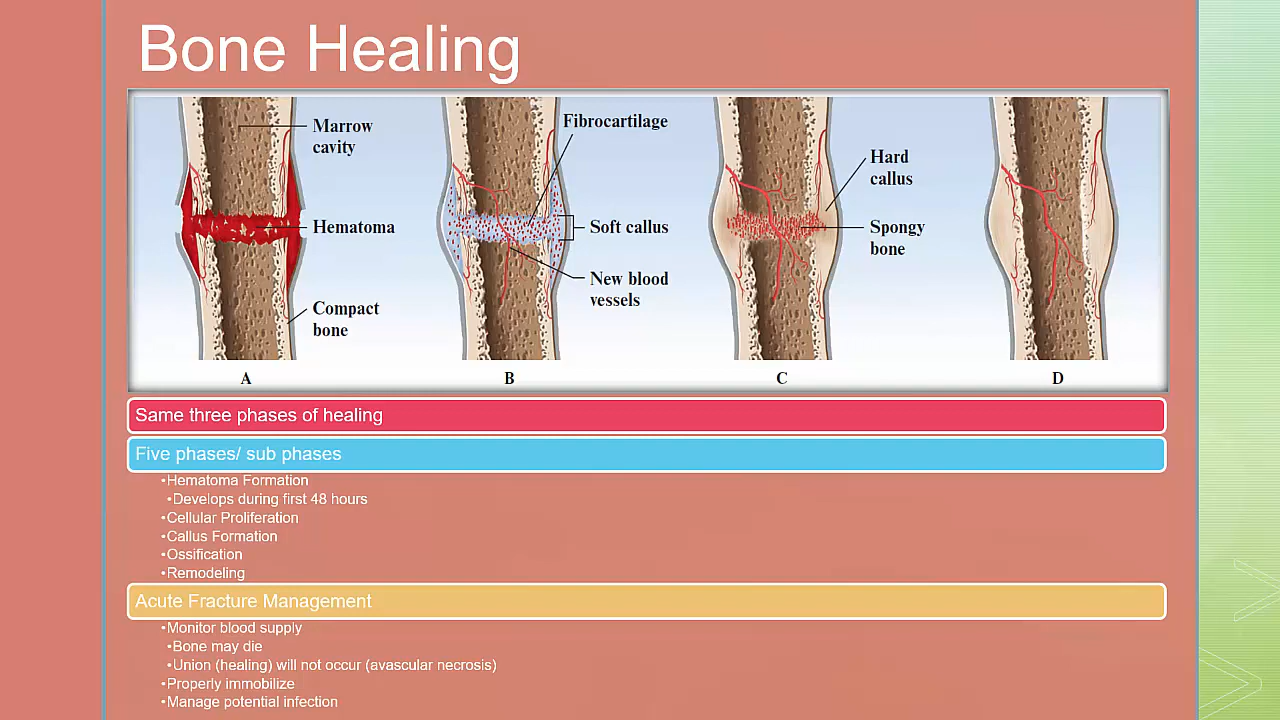 Bone Healing
Marrow
cavity
Hematoma
Compact
bone
A
Fibrocartilage
Soft callus
New blood
vessels
B
Hard
callus
Spongy
bone
C
D
Same three phases of healing
Five phases/ sub phases
•Hematoma Formation
•Develops during first 48 hours
•Cellular Proliferation
•Callus Formation
•Ossification
•Remodeling
Acute Fracture Management
•Monitor blood supply
•Bone may die
•Union (healing) will not occur (avascular necrosis)
•Properly immobilize
•Manage potential infection